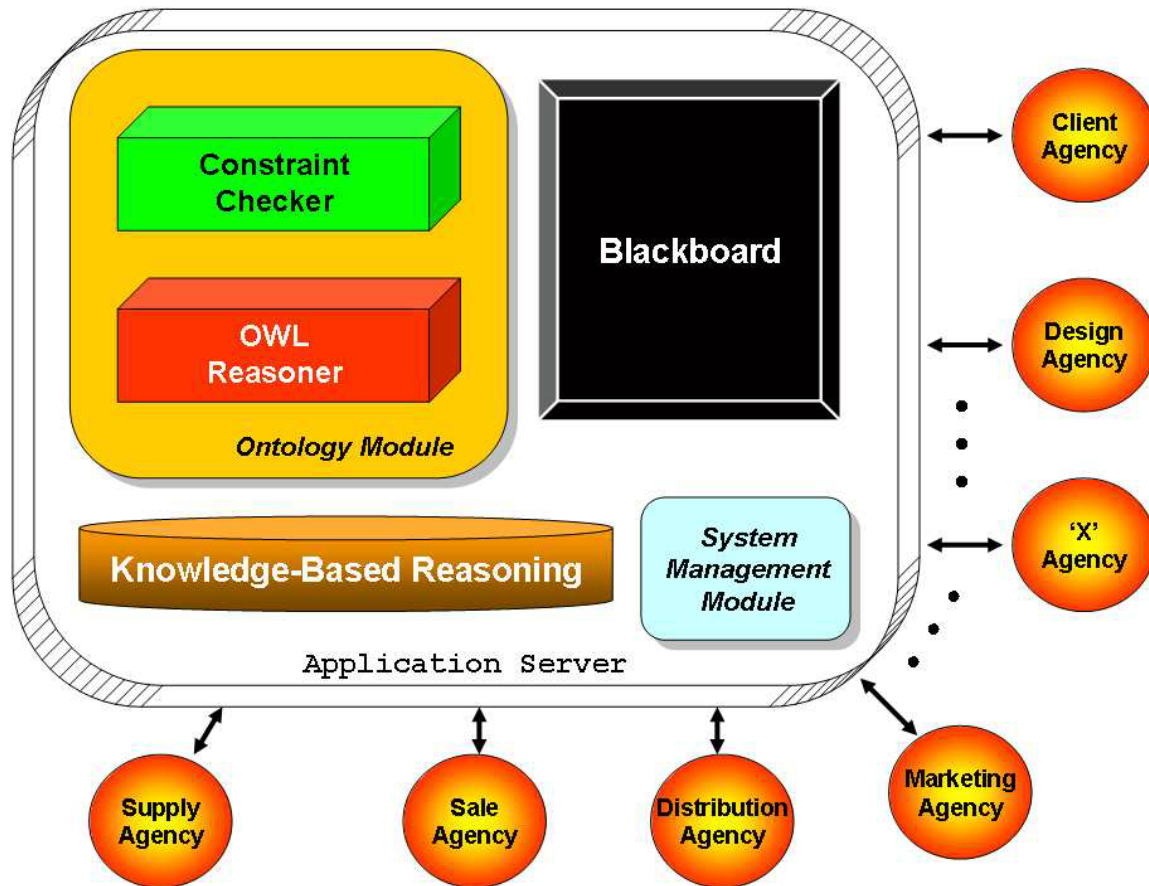 Constraint
Checker
OWL
Reasoner
Ontology Module
Blackboard
Knowledge-Based Reasoning
System
Management
Module
Application Server
Client
Agency
Design
Agency
‘X’
Agency
Marketing
Agency
Distribution
Agency
Sale
Agency
Supply
Agency